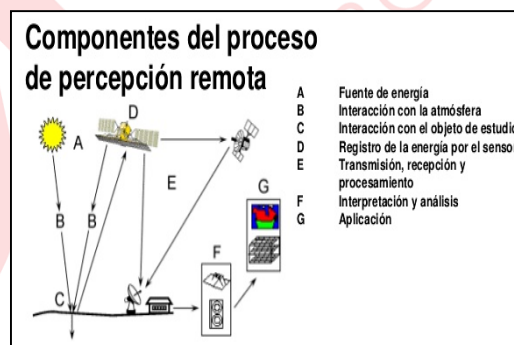 Componentes del proceso
de percepción remota
A Fuente de energía
B Interacción con la atmósfera
C Interacción con el objeto de estudio
D Registro de la energía por el sensor
E Transmisión, recepción y
procesamiento
F Interpretación y análisis
G Aplicación
D
A
E
G
B B
F
C